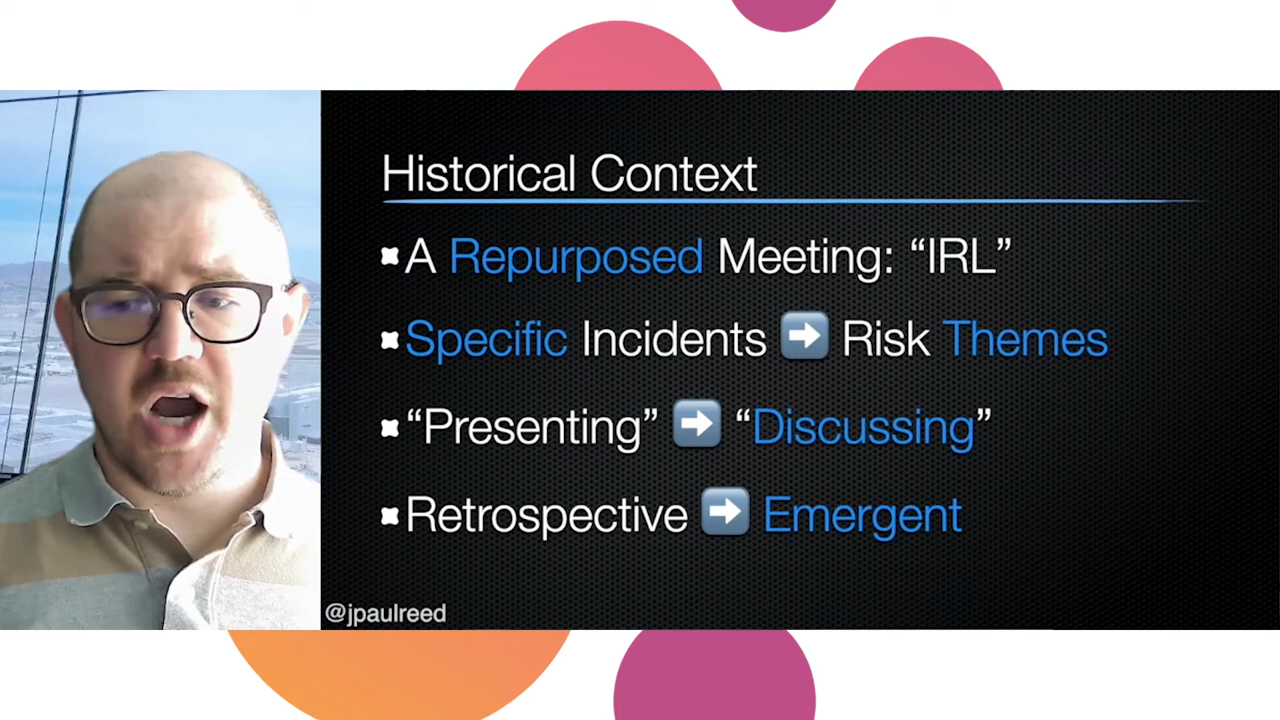 Historical Context
A Repurposed Meeting: “IRL”
Specific Incidents ➡ Risk Themes
“Presenting” ➡ “Discussing”
Retrospective ➡ Emergent
@jpaulreed